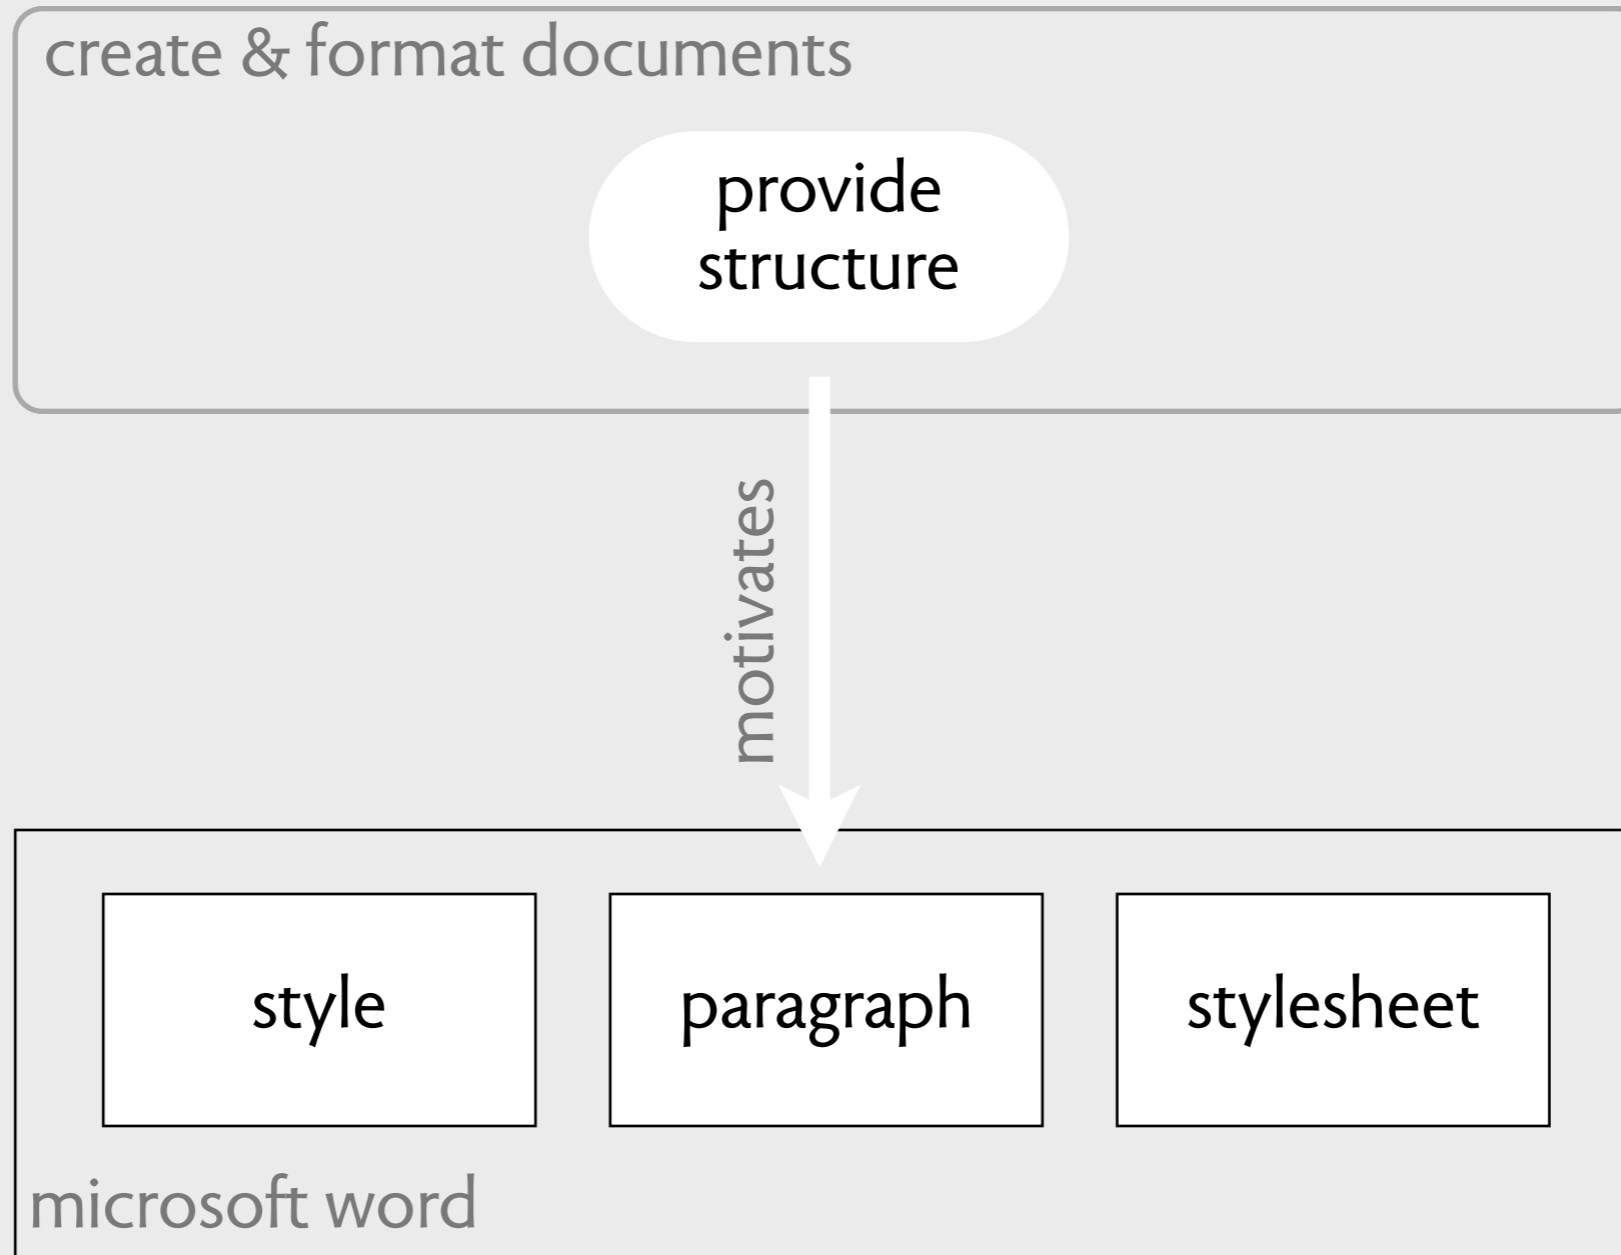 create & format documents
provide
structure
motivates
style
paragraph
stylesheet
microsoft word